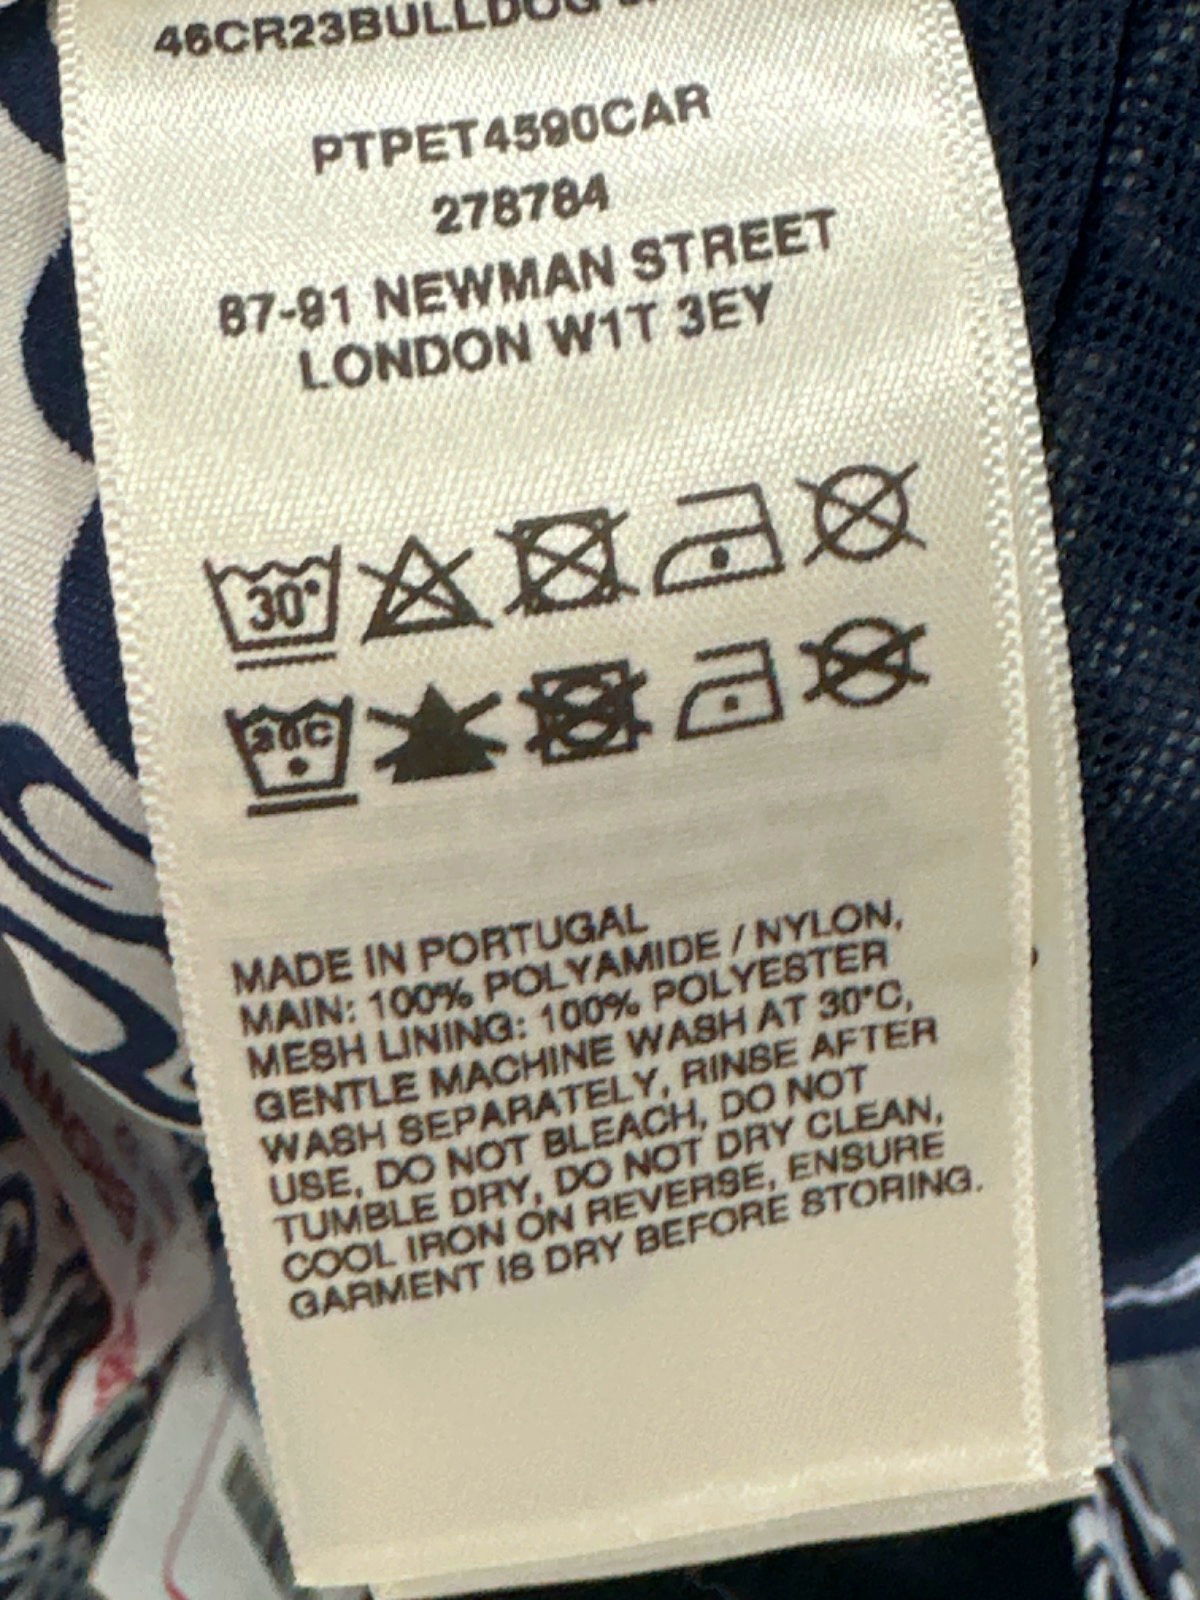 46CR23BULLDOG
PTPET4590CAR
278784
87-91 NEWMAN STREET
LONDON W1T 3EY
30°
30C
MADE IN PORTUGAL
MAIN: 100% POLYAMIDE / NYLON,
MESH LINING: 100% POLYESTER
GENTLE MACHINE WASH AT 30°C,
WASH SEPARATELY, RINSE AFTER
USE, DO NOT BLEACH, DO NOT
TUMBLE DRY, DO NOT DRY CLEAN,
COOL IRON ON REVERSE, ENSURE
GARMENT IS DRY BEFORE STORING.